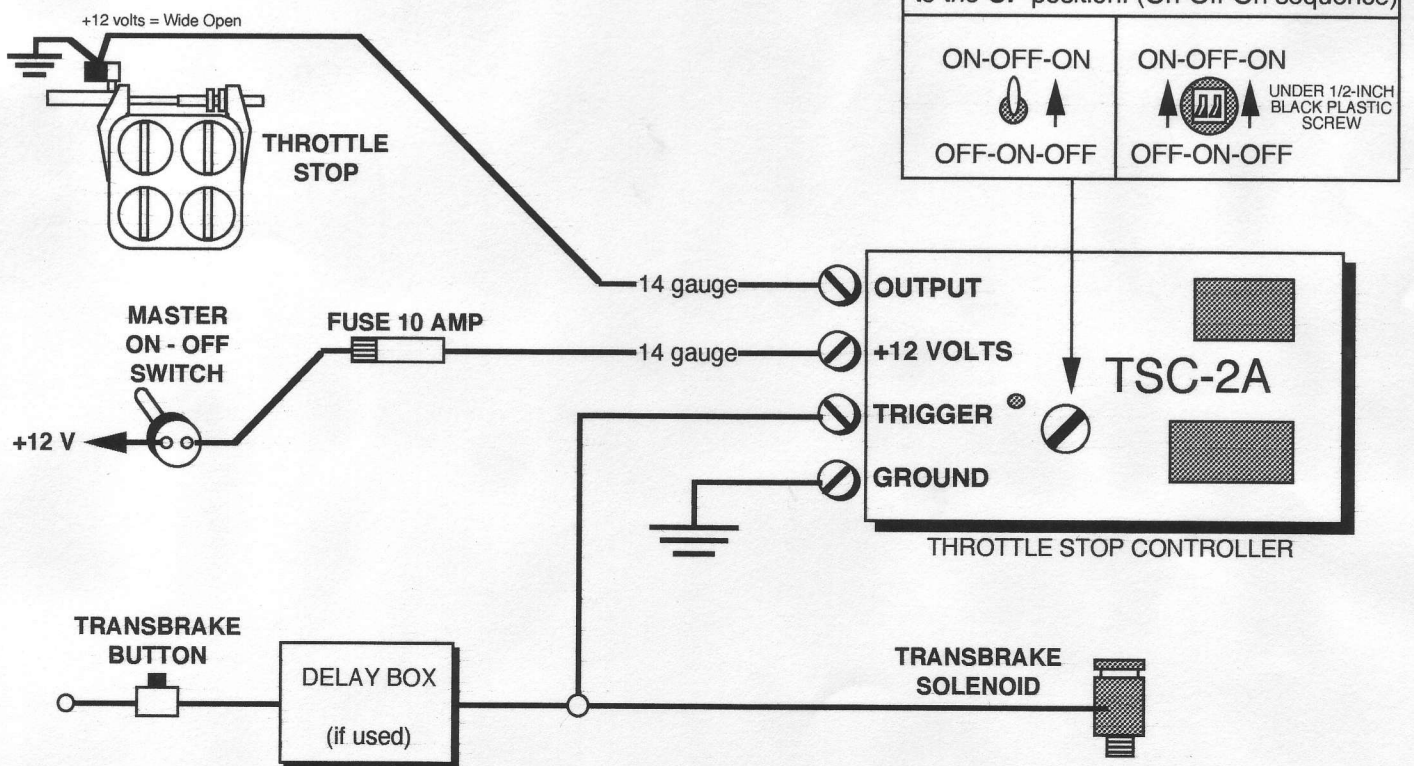 to the UP position. (On-Off-On sequence)
+12 volts = Wide Open
ON-OFF-ON
OFF-ON-OFF
ON-OFF-ON
UNDER 1/2-INCH
BLACK PLASTIC
SCREW
OFF-ON-OFF
THROTTLE
STOP
14 gauge
OUTPUT
MASTER
ON - OFF
SWITCH
FUSE 10 AMP
14 gauge
+12 VOLTS
TSC-2A
+12 V
TRIGGER
GROUND
THROTTLE STOP CONTROLLER
TRANSBRAKE
BUTTON
DELAY BOX
(if used)
TRANSBRAKE
SOLENOID